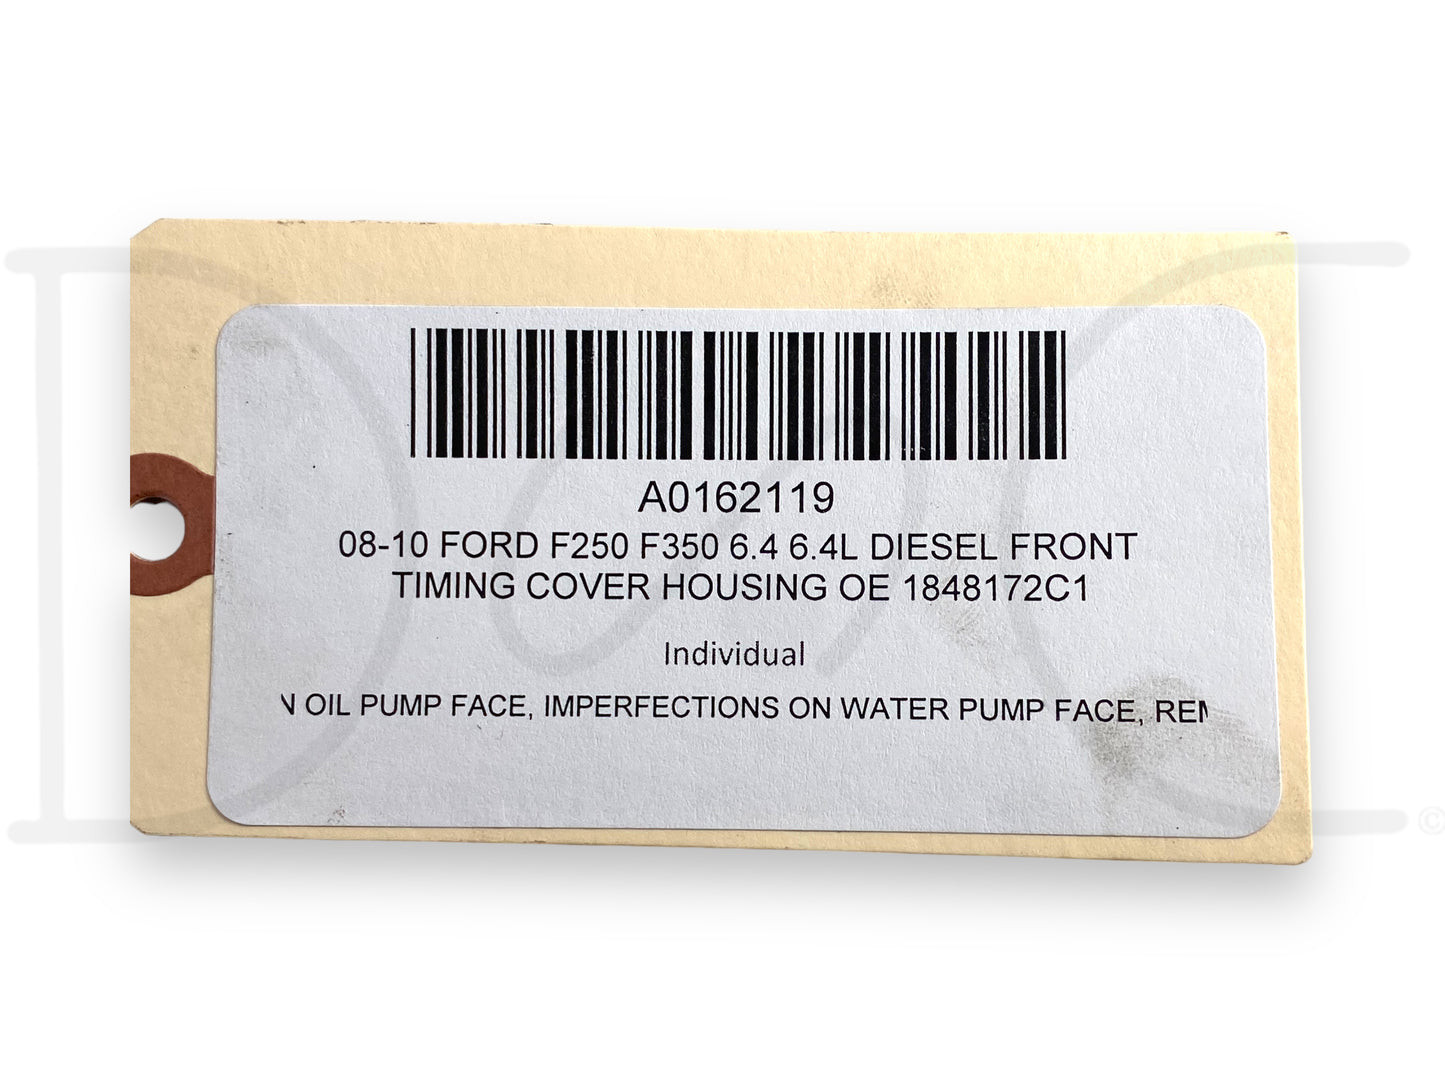 A0162119
08-10 FORD F250 F350 6.4 6.4L DIESEL FRONT
TIMING COVER HOUSING OE 1848172C1
Individual
OIL PUMP FACE, IMPERFECTIONS ON WATER PUMP FACE,